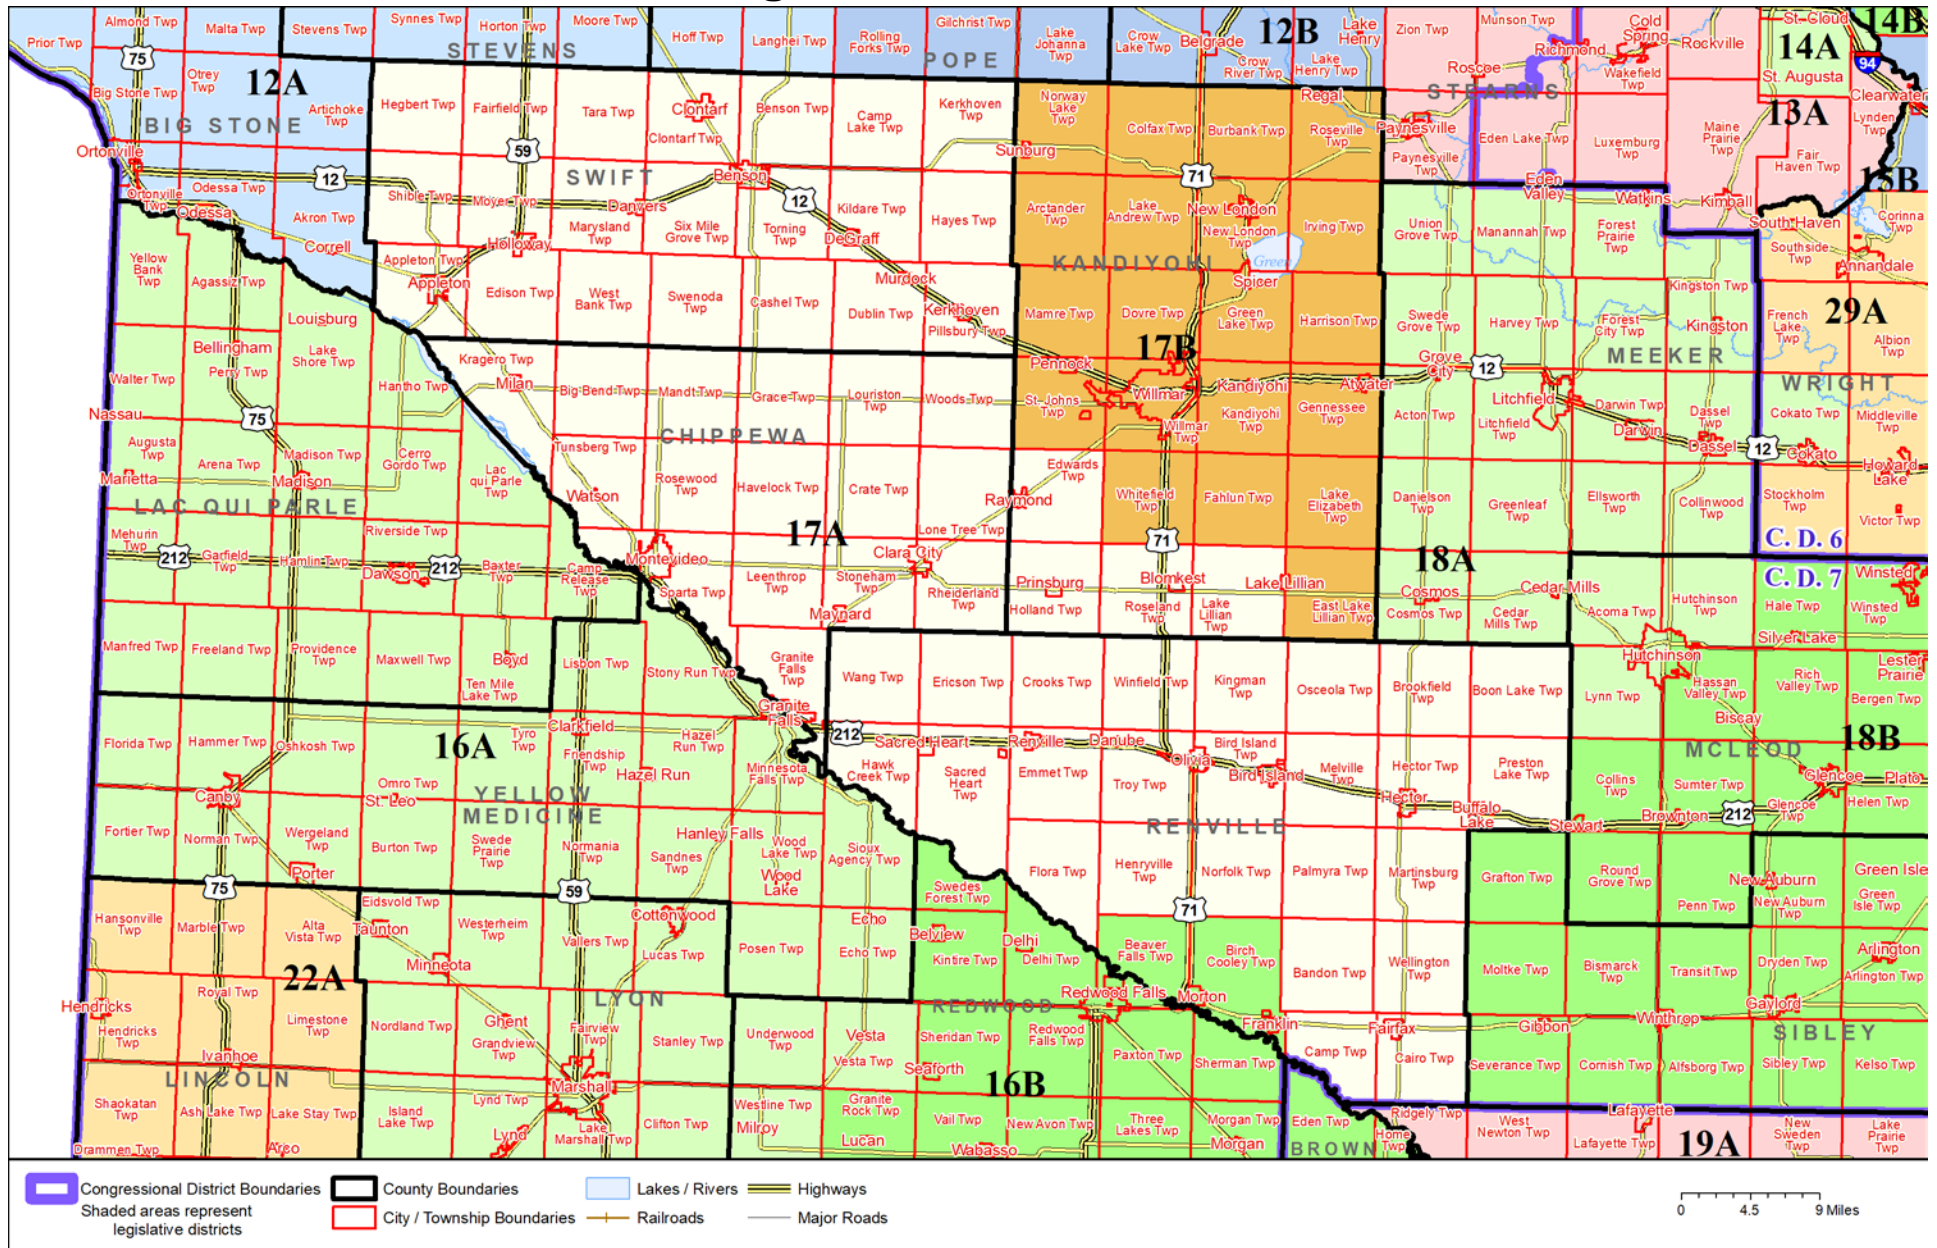 Almond Twp
Malta Twp
Stevens Twp
Synnes Twp
Horton Twp
Moore Twp
Hoff Twp
Langhei Twp
Rolling
Forks Twp
Gilchrist Twp
Lake
Johanna
Twp
Crow
Lake Twp
Belgrade
12B
Lake
Henry
Zion Twp
Munson Twp
Cold
Spring
Rockville
St. Cloud
14B
14A
Prior Twp
75
STEVENS
POPE
Crow
River Twp
Lake
Henry Twp
Roscoe
Richmond
Wakefield
Twp
94
St. Augusta
Big Stone Twp
Otrey
Twp
12A
Artichoke
Twp
BIG STONE
Hegbert Twp
Fairfield Twp
Tara Twp
Clontarf
Clontarf Twp
Benson Twp
Camp
Lake Twp
Kerkhoven
Twp
Norway
Lake
Twp
Colfax Twp
Burbank Twp
Regal
Roseville
Twp
STEARNS
Paynesville
Paynesville
Twp
Eden Lake Twp
Luxemburg
Twp
Maine
Prairie
Twp
13A
Clearwater
Lynden
Twp
Fair
Haven Twp
15B
Ortonville
Ortonville
Twp
Odessa Twp
12
Odessa
Akron Twp
Correll
59
SWIFT
Shible Twp
Moyer Twp
Danvers
Benson
12
Sunburg
71
Marysland
Twp
Six Mile
Grove Twp
Torning
Twp
Kildare Twp
DeGraff
Hayes Twp
Arctander
Twp
Lake
Andrew Twp
New London
New London
Twp
Irving Twp
Green
Eden
Valley
Watkins
Kimball
South Haven
Corinna
Twp
Union
Grove Twp
Manannah Twp
Forest
Prairie
Twp
Southside
Twp
Annandale
Holloway
Appleton Twp
Appleton
Edison Twp
West
Bank Twp
Swenoda
Twp
Cashel Twp
Murdock
Dublin Twp
Kerkhoven
Pillsbury Twp
KANDIYOHI
Spicer
Mamre Twp
Dovre Twp
Green
Lake Twp
Harrison Twp
Yellow
Bank
Twp
Agassiz Twp
Louisburg
Bellingham
Perry Twp
Lake
Shore Twp
Walter Twp
Hantho Twp
Kragero Twp
Milan
Swede
Grove Twp
Harvey Twp
Forest
City Twp
Kingston Twp
Kingston
French
Lake
Twp
29A
Albion
Twp
MEEKER
WRIGHT
17B
Pennock
Grove
City
12
Nassau
75
Big Bend Twp
Mandt Twp
Grace Twp
Louriston
Twp
Woods Twp
St. Johns
Twp
Willmar
Willmar
Twp
Kandiyohi
Kandiyohi
Twp
Atwater
Gennessee
Twp
Acton Twp
Litchfield
Litchfield
Twp
Darwin Twp
Darwin
Dassel
Twp
Dassel
Cokato Twp
Middleville
Twp
12
Cokato
Howard
Lake
Augusta
Twp
Marietta
Arena Twp
Madison Twp
Madison
Cerro
Gordo Twp
Lac
qui Parle
Twp
CHIPPEWA
Tunsberg Twp
Watson
Rosewood
Twp
Havelock Twp
Crate Twp
Edwards
Twp
Raymond
Whitefield
Twp
Fahlun Twp
Lake
Elizabeth
Twp
Danielson
Twp
Greenleaf
Twp
Ellsworth
Twp
Collinwood
Twp
Stockholm
Twp
Victor Twp
LAC QUI PARLE
Mehurin
Twp
212
Garfield
Twp
Hamlin Twp
Riverside Twp
Dawson
212
Baxter
Twp
Camp
Release
Twp
Montevideo
17A
Lone Tree Twp
Clara City
71
18A
C. D. 6
C. D. 7
Sparta Twp
Leenthrop
Twp
Stoneham
Twp
Maynard
Rheiderland
Twp
Prinsburg
Holland Twp
Blomkest
Roseland
Twp
Lake
Lillian
Twp
Lake Lillian
East Lake
Lillian Twp
Cosmos
Cosmos Twp
Cedar Mills
Cedar
Mills Twp
Acoma Twp
Hutchinson
Twp
Hale Twp
Winsted
Winsted
Twp
Silver Lake
Manfred Twp
Freeland Twp
Providence
Twp
Maxwell Twp
Boyd
Ten Mile
Lake Twp
Lisbon Twp
Stony Run Twp
Granite
Falls
Twp
Wang Twp
Ericson Twp
Crooks Twp
Winfield Twp
Kingman
Twp
Osceola Twp
Brookfield
Twp
Boon Lake Twp
Hutchinson
Lynn Twp
Hassan
Valley Twp
Rich
Valley Twp
Lester
Prairie
Bergen Twp
Biscay
Granite
Falls
Florida Twp
Hammer Twp
Oshkosh Twp
16A
Tyro
Twp
Clarkfield
Friendship
Twp
Hazel
Run Twp
Hazel Run
Minnesota
Falls Twp
212
Hawk
Creek Twp
Sacred Heart
Sacred
Heart
Twp
Renville
Emmet Twp
Danube
Troy Twp
Olivia
Bird Island
Twp
Bird Island
Melville
Twp
Hector Twp
Hector
Preston
Lake Twp
Buffalo
Lake
Stewart
MCLEOD
18B
Collins
Twp
Sumter Twp
Glencoe
Plato
Brownton
212
Glencoe
Twp
Helen Twp
Canby
Omro Twp
St. Leo
YELLOW
MEDICINE
Fortier Twp
Norman Twp
Wergeland
Twp
Burton Twp
Swede
Prairie
Twp
Normania
Twp
Hanley Falls
Sandnes
Twp
Wood
Lake Twp
Wood
Lake
Sioux
Agency Twp
RENVILLE
Porter
75
59
Swedes
Forest Twp
Flora Twp
Henryville
Twp
Norfolk Twp
Palmyra Twp
Martinsburg
Twp
Grafton Twp
Round
Grove Twp
Penn Twp
New Auburn
New Auburn
Twp
Green Isle
Green
Isle Twp
Hansonville
Twp
Marble Twp
Alta
Vista Twp
Eidsvold Twp
Taunton
Westerheim
Twp
Vallers Twp
Cottonwood
Lucas Twp
Posen Twp
Echo
Echo Twp
Belview
Kintire Twp
Delhi
Delhi Twp
Beaver
Falls Twp
71
Birch
Cooley Twp
Bandon Twp
Wellington
Twp
Moltke Twp
Bismarck
Twp
Transit Twp
Dryden Twp
Arlington
Arlington Twp
22A
Minneota
LYON
REDWOOD
Redwood Falls
Morton
Hendricks
Hendricks
Twp
Royal Twp
Limestone
Twp
Nordland Twp
Ghent
Grandview
Twp
Fairview
Twp
Stanley Twp
Underwood
Twp
Vesta
Vesta Twp
Sheridan Twp
Redwood
Falls Twp
Paxton Twp
Sherman Twp
Franklin
Camp Twp
Fairfax
Cairo Twp
Gibbon
Severance Twp
Winthrop
Cornish Twp
Alfsborg Twp
Gaylord
SIBLEY
Sibley Twp
Kelso Twp
Ivanhoe
LINCOLN
Shaokatan
Twp
Ash Lake Twp
Lake Stay Twp
Drammen Twp
Arco
Island
Lake Twp
Lynd Twp
Lynd
Marshall
Lake
Marshall Twp
Clifton Twp
Westline Twp
Milroy
Seaforth
Granite
Rock Twp
Lucan
16B
Vail Twp
Wabasso
New Avon Twp
Three
Lakes Twp
Morgan Twp
Morgan
Eden Twp
BROWN
Home
Twp
Ridgely Twp
West
Newton Twp
Lafayette
Lafayette Twp
19A
New
Sweden
Twp
Lake
Prairie
Twp
Congressional District Boundaries
Shaded areas represent
legislative districts
County Boundaries
City / Township Boundaries
Lakes / Rivers
Railroads
Highways
Major Roads
0 4.5 9 Miles